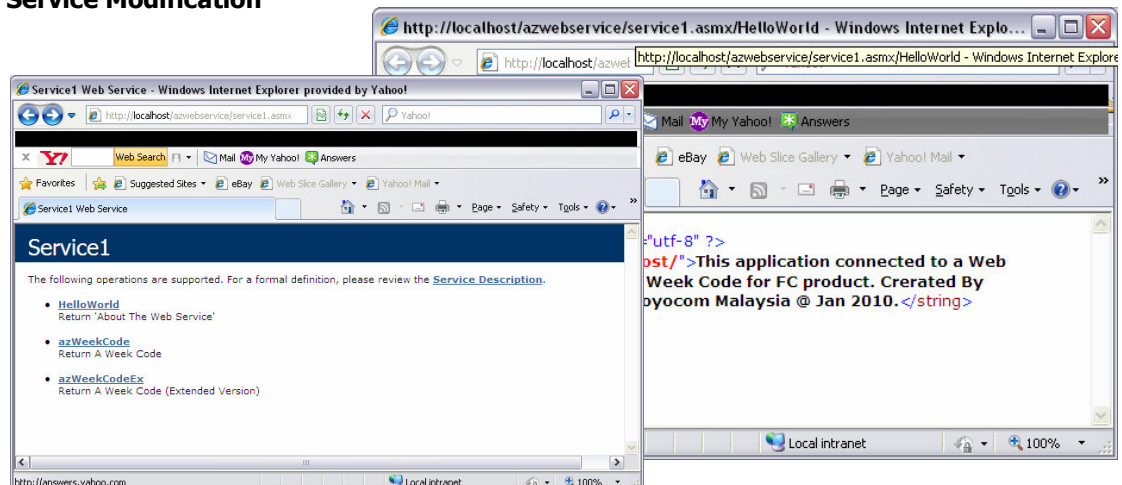 Service Modification
http://localhost/azwebservice/service1.asmx/HelloWorld - Windows Internet Explo...
http://localhost/azwet
http://localhost/azwebservice/service1.asmx/HelloWorld - Windows Internet Explore
Mail My Yahoo! Answers
eBay Web Slice Gallery Yahoo! Mail
Page Safety Tools »
="utf-8" ?>
ost/">This application connected to a Web
Week Code for FC product. Crerated By
oyocom Malaysia @ Jan 2010.</string>
Local intranet 100%
Service1 Web Service - Windows Internet Explorer provided by Yahoo!
http://localhost/azwebservice/service1.asmx Yahoo!
X Y7 Web Search Mail My Yahoo! Answers
Favorites Suggested Sites eBay Web Slice Gallery Yahoo! Mail
Service1 Web Service Page Safety Tools »
Service1
The following operations are supported. For a formal definition, please review the Service Description.
HelloWorld
Return 'About The Web Service'
azWeekCode
Return A Week Code
azWeekCodeEx
Return A Week Code (Extended Version)
http://answers.yahoo.com Local intranet 100%